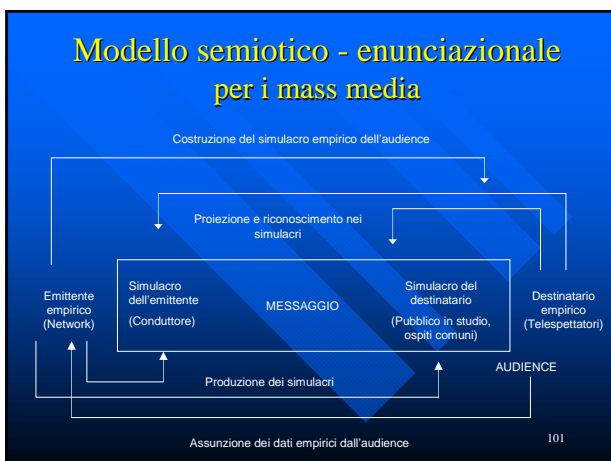 Modello semiotico - enunciazionale
per i mass media
Costruzione del simulacro empirico dell'audience
Proiezione e riconoscimento nei
simulacri
Emittente
empirico
(Network)
Simulacro
dell'emittente
(Conduttore)
MESSAGGIO
Simulacro del
destinatario
(Pubblico in studio,
ospiti comuni)
Destinatario
empirico
(Telespettatori)
AUDIENCE
Produzione dei simulacri
Assunzione dei dati empirici dall'audience
101